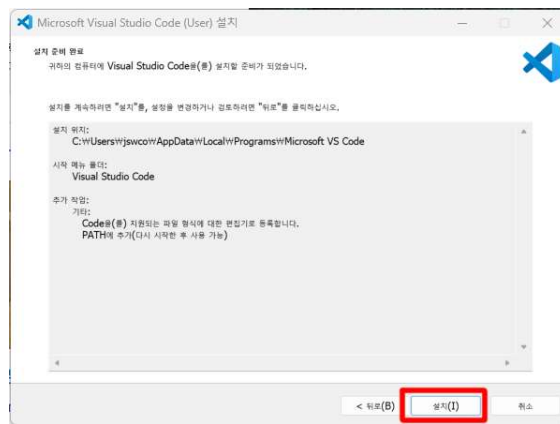 Microsoft Visual Studio Code (User) 설치
설치 준비 완료
귀하의 컴퓨터에 Visual Studio Code을(를) 설치할 준비가 되었습니다.
설치를 계속하려면 "설치"를, 설정을 변경하거나 검토하려면 "뒤로"를 클릭하십시오.
설치 위치:
C:₩Users₩jswco₩AppData₩Local₩Programs₩Microsoft VS Code
시작 메뉴 폴더:
Visual Studio Code
추가 작업:
기타:
Code을(를) 지원되는 파일 형식에 대한 편집기로 등록합니다.
PATH에 추가(다시 시작한 후 사용 가능)
< 뒤로(B) 설치(I) 취소